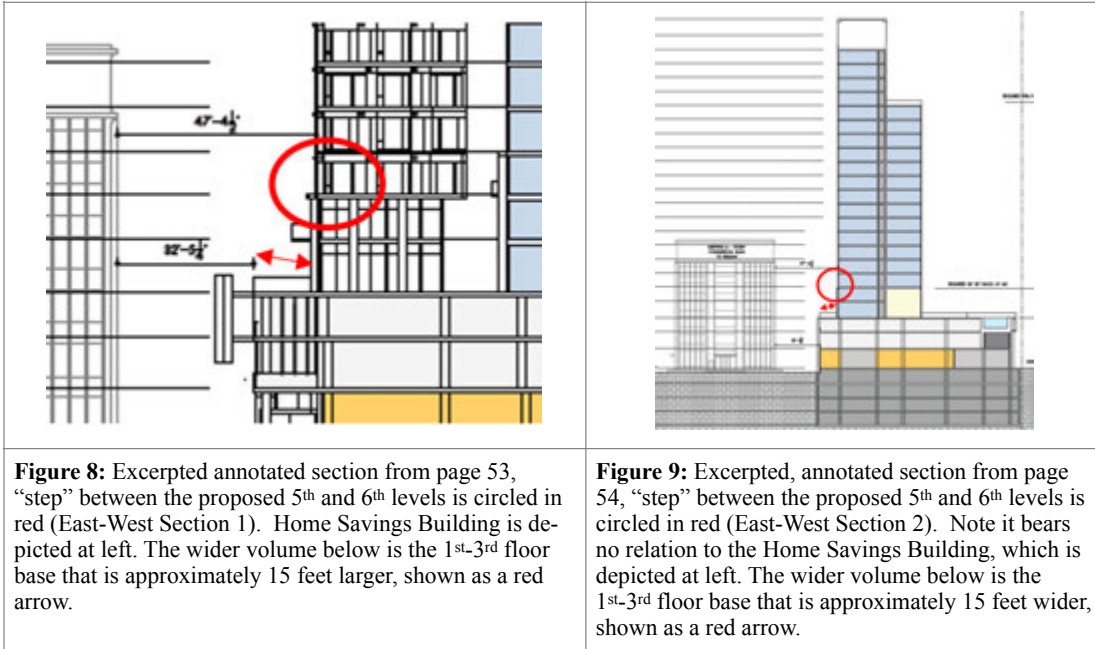 47'-4½"
32'-5¼"
Figure 8: Excerpted annotated section from page 53,
“step” between the proposed 5th and 6th levels is circled in
red (East-West Section 1). Home Savings Building is de-
picted at left. The wider volume below is the 1st-3rd floor
base that is approximately 15 feet larger, shown as a red
arrow.
Figure 9: Excerpted, annotated section from page
54, “step” between the proposed 5th and 6th levels is
circled in red (East-West Section 2). Note it bears
no relation to the Home Savings Building, which is
depicted at left. The wider volume below is the
1st-3rd floor base that is approximately 15 feet wider,
shown as a red arrow.